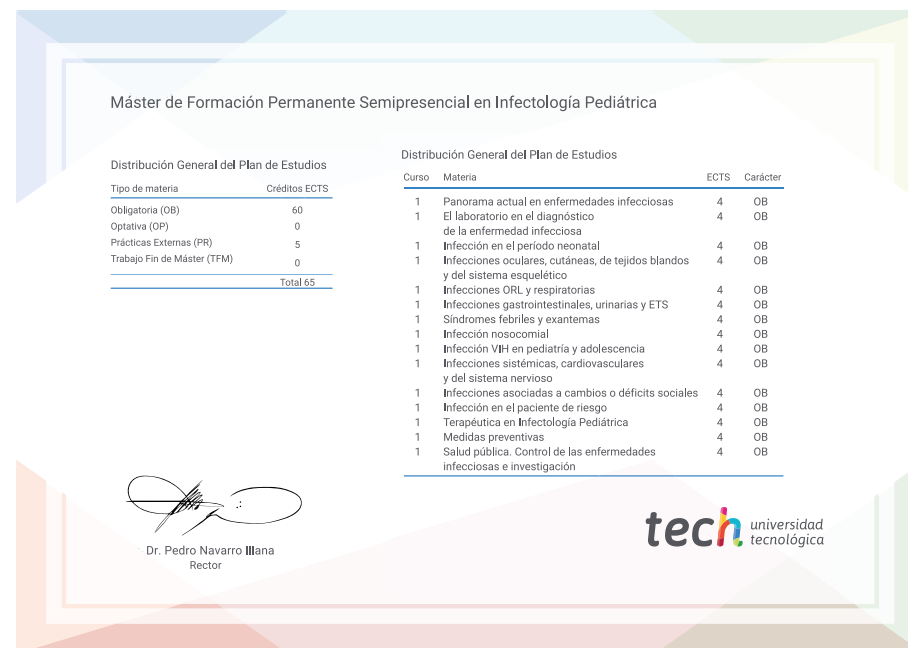 Máster de Formación Permanente Semipresencial en Infectología Pediátrica
Distribución General del Plan de Estudios
Tipo de materia Créditos ECTS
Obligatoria (OB) 60
Optativa (OP) 0
Prácticas Externas (PR) 5
Trabajo Fin de Máster (TFM) 0
Total 65
Distribución General del Plan de Estudios
Curso Materia ECTS Carácter
1 Panorama actual en enfermedades infecciosas 4 OB
1 El laboratorio en el diagnóstico 4 OB
de la enfermedad infecciosa
1 Infección en el período neonatal 4 OB
1 Infecciones oculares, cutáneas, de tejidos blandos 4 OB
y del sistema esquelético
1 Infecciones ORL y respiratorias 4 OB
1 Infecciones gastrointestinales, urinarias y ETS 4 OB
1 Síndromes febriles y exantemas 4 OB
1 Infección nosocomial 4 OB
1 Infección VIH en pediatría y adolescencia 4 OB
1 Infecciones sistémicas, cardiovasculares 4 OB
y del sistema nervioso
1 Infecciones asociadas a cambios o déficits sociales 4 OB
1 Infección en el paciente de riesgo 4 OB
1 Terapéutica en Infectología Pediátrica 4 OB
1 Medidas preventivas 4 OB
1 Salud pública. Control de las enfermedades 4 OB
infecciosas e investigación
Dr. Pedro Navarro Illana
Rector
tech universidad
tecnológica